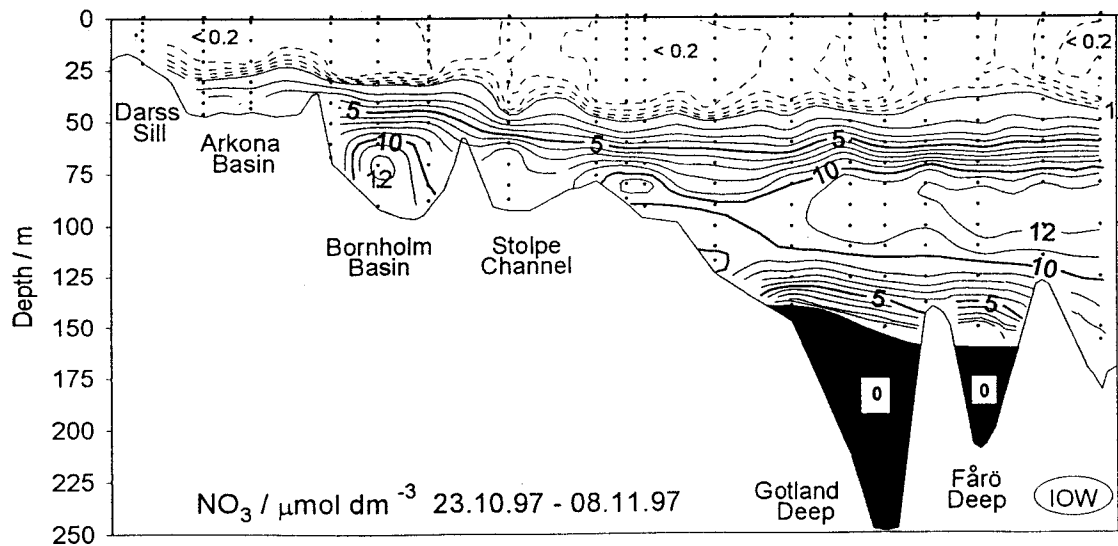 0
25
50
75
100
125
150
175
200
225
250
Depth / m
< 0.2
< 0.2
< 0.2
Darss
Sill
Arkona
Basin
Bornholm
Basin
Stolpe
Channel
Gotland
Deep
Fårö
Deep
5
10
12
5
5
10
12
10
5
5
1
0
0
NO₃ / μmol dm⁻³ 23.10.97 - 08.11.97
IOW